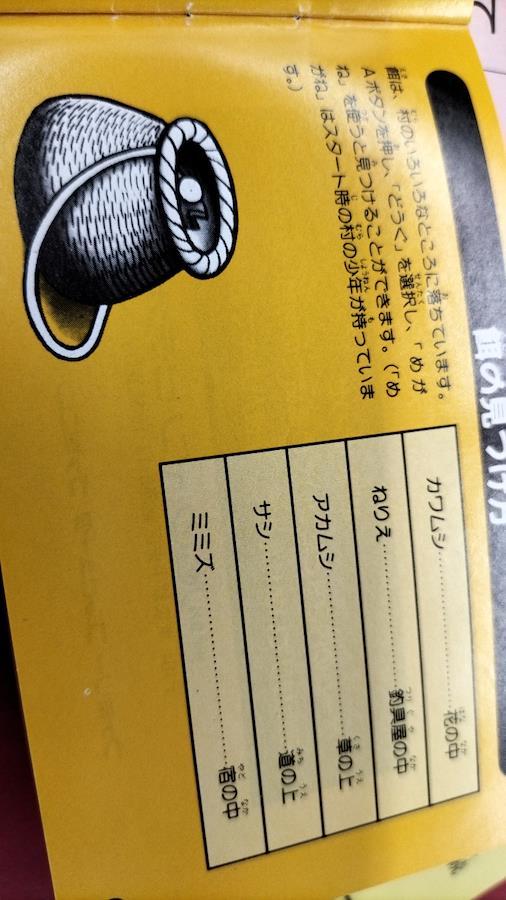 餌の見つけ方
餌は、村のいろいろなところに落ちています。
Aボタンを押し、「どうぐ」を選択し、「めが
ね」を使うと見つけることができます。(「め
がね」はスタート時の村の少年が持っていま
す。)
カワムシ……………花の中
ねりえ……………釣具屋の中
アカムシ……………草の上
サシ……………道の上
ミミズ……………宿の中